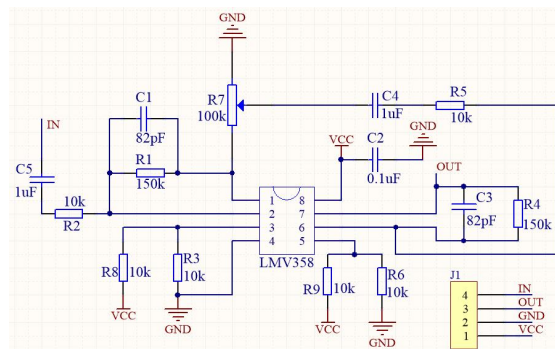 GND
C1
82pF
R7
100k
C4
1uF
R5
10k
IN
R1
150k
VCC
C2
0.1uF
GND
OUT
C5
1uF
10k
R2
1
2
3
4
8
7
6
5
LMV358
C3
82pF
R4
150k
R8
10k
R3
10k
VCC
GND
R9
10k
R6
10k
VCC
GND
J1
4
IN
3
OUT
2
GND
1
VCC